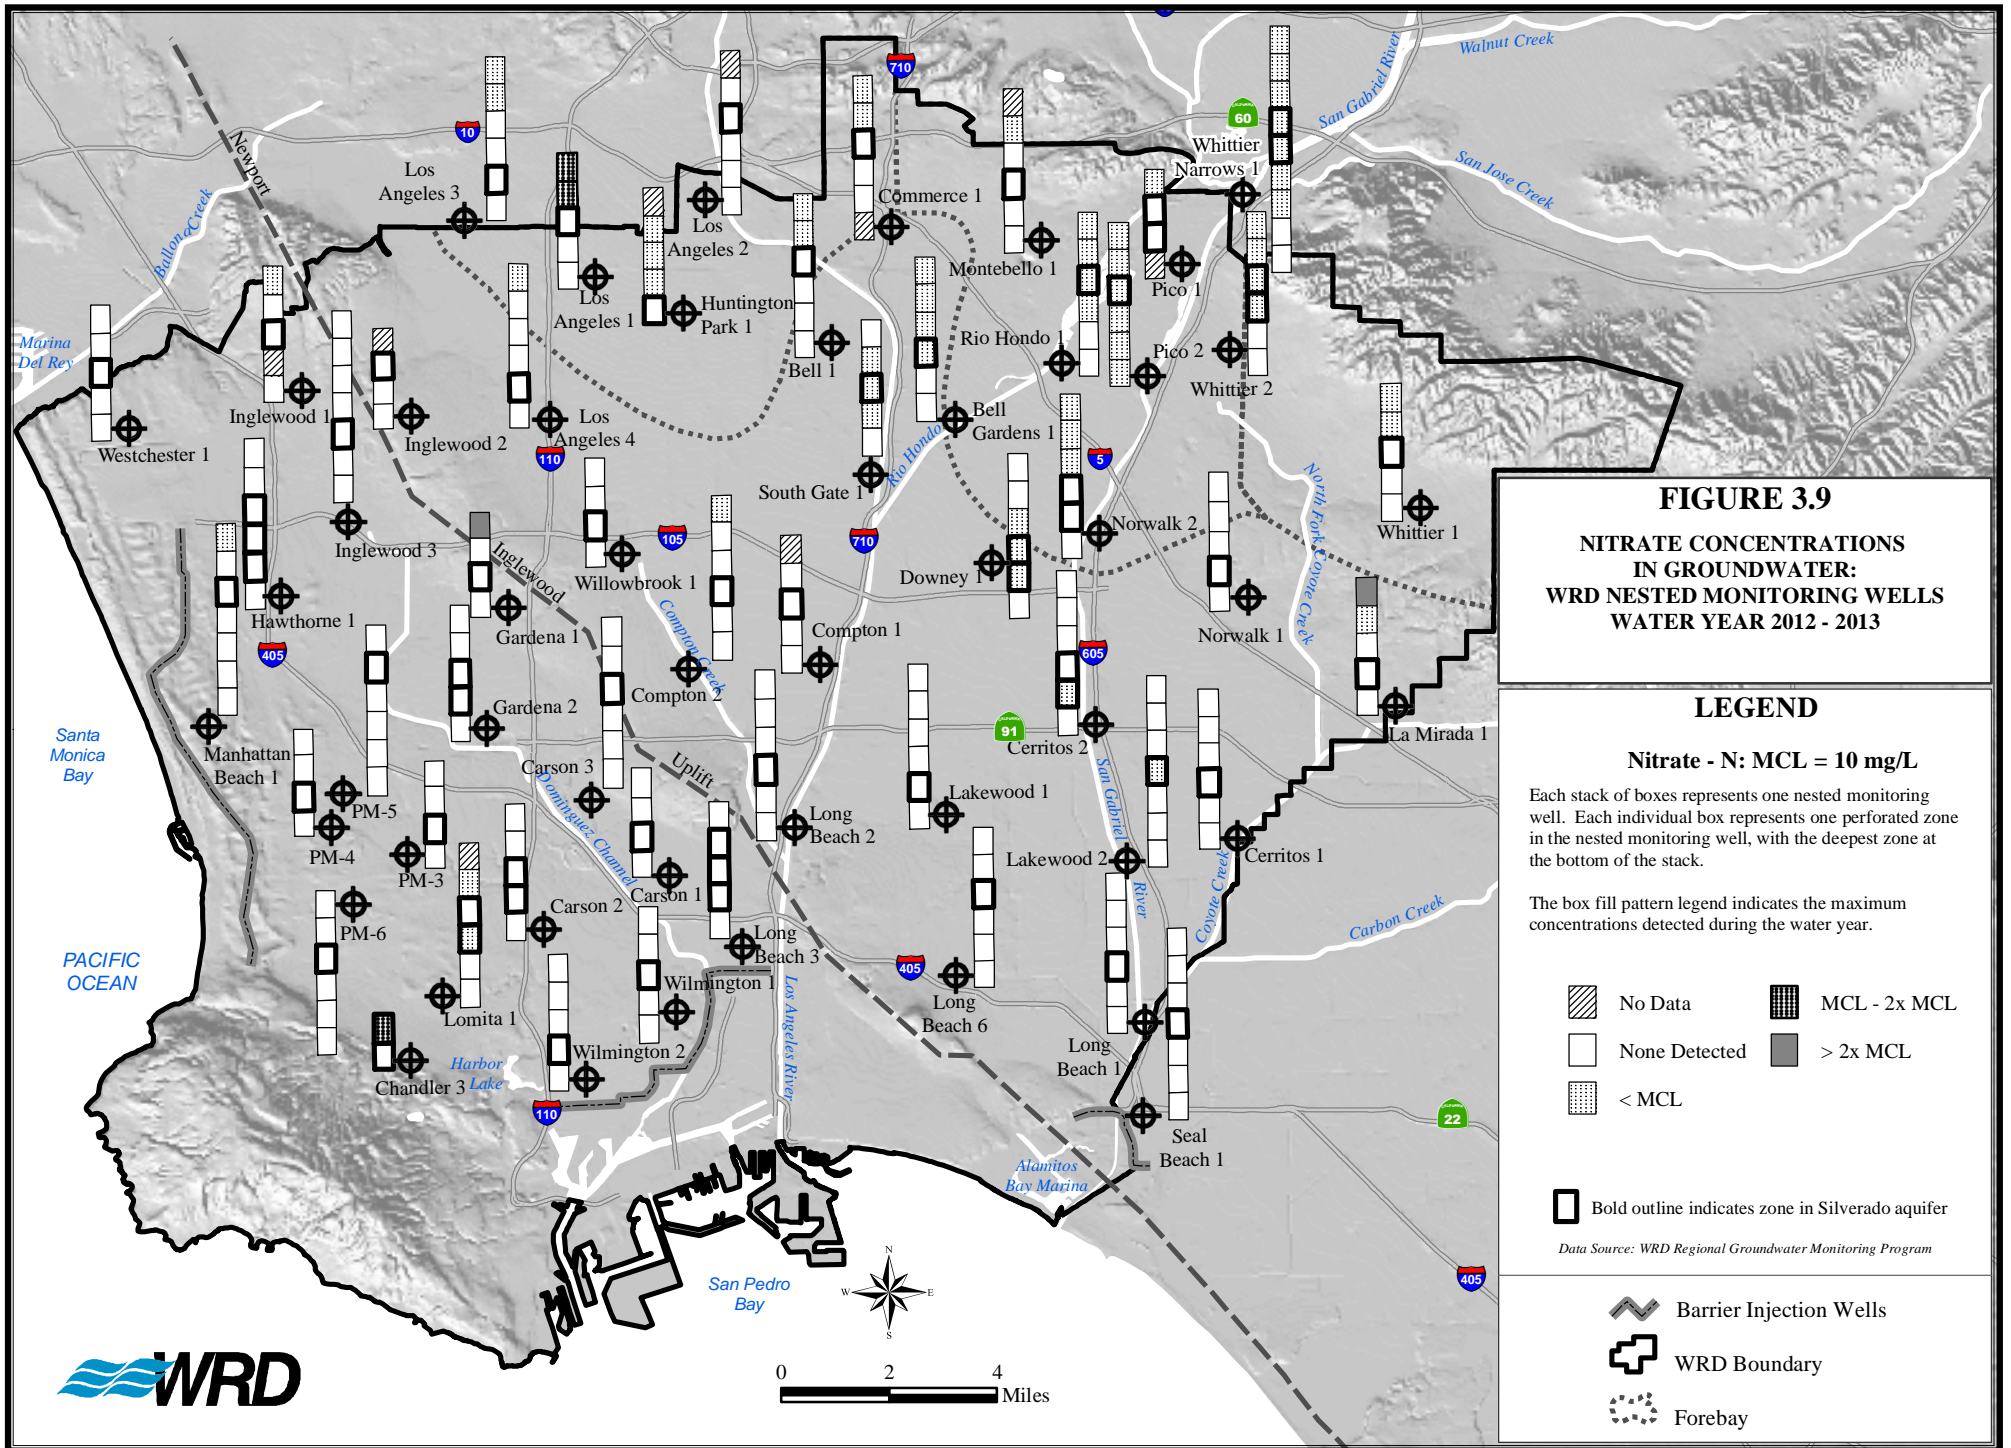 Walnut Creek
San Gabriel River
710
10
60
Newport
Whittier
Narrows 1
San Jose Creek
Los
Angeles 3
Ballona Creek
Commerce 1
Los
Angeles 2
Montebello 1
Pico 1
Los
Angeles 1
Huntington
Park 1
Marina
Del Rey
Rio Hondo 1
Pico 2
Bell 1
Whittier 2
Inglewood 1
Inglewood 2
Los
Angeles 4
Bell
Gardens 1
Westchester 1
110
Rio Hondo
5
South Gate 1
North Fork Coyote Creek
Norwalk 2
Whittier 1
Inglewood 3
105
710
Inglewood
Willowbrook 1
Downey 1
Hawthorne 1
Gardena 1
Compton Creek
Compton 1
Norwalk 1
405
605
Compton 2
Gardena 2
91
Cerritos 2
La Mirada 1
Santa
Monica
Bay
Manhattan
Beach 1
Carson 3
Uplift
Dominguez Channel
San Gabriel
River
Lakewood 1
PM-5
Long
Beach 2
PM-4
PM-3
Lakewood 2
Cerritos 1
Coyote Creek
Carson 1
Carson 2
Carbon Creek
PM-6
Long
Beach 3
PACIFIC
OCEAN
405
Wilmington 1
Los Angeles River
Long
Beach 6
Lomita 1
Wilmington 2
Long
Beach 1
Harbor
Lake
Chandler 3
110
22
Seal
Beach 1
Alamitos
Bay Marina
San Pedro
Bay
405
N
W
E
S
0
2
4
Miles
WRD
FIGURE 3.9
NITRATE CONCENTRATIONS
IN GROUNDWATER:
WRD NESTED MONITORING WELLS
WATER YEAR 2012 - 2013
LEGEND
Nitrate - N: MCL = 10 mg/L
Each stack of boxes represents one nested monitoring
well. Each individual box represents one perforated zone
in the nested monitoring well, with the deepest zone at
the bottom of the stack.
The box fill pattern legend indicates the maximum
concentrations detected during the water year.
No Data
MCL - 2x MCL
None Detected
> 2x MCL
< MCL
Bold outline indicates zone in Silverado aquifer
Data Source: WRD Regional Groundwater Monitoring Program
Barrier Injection Wells
WRD Boundary
Forebay